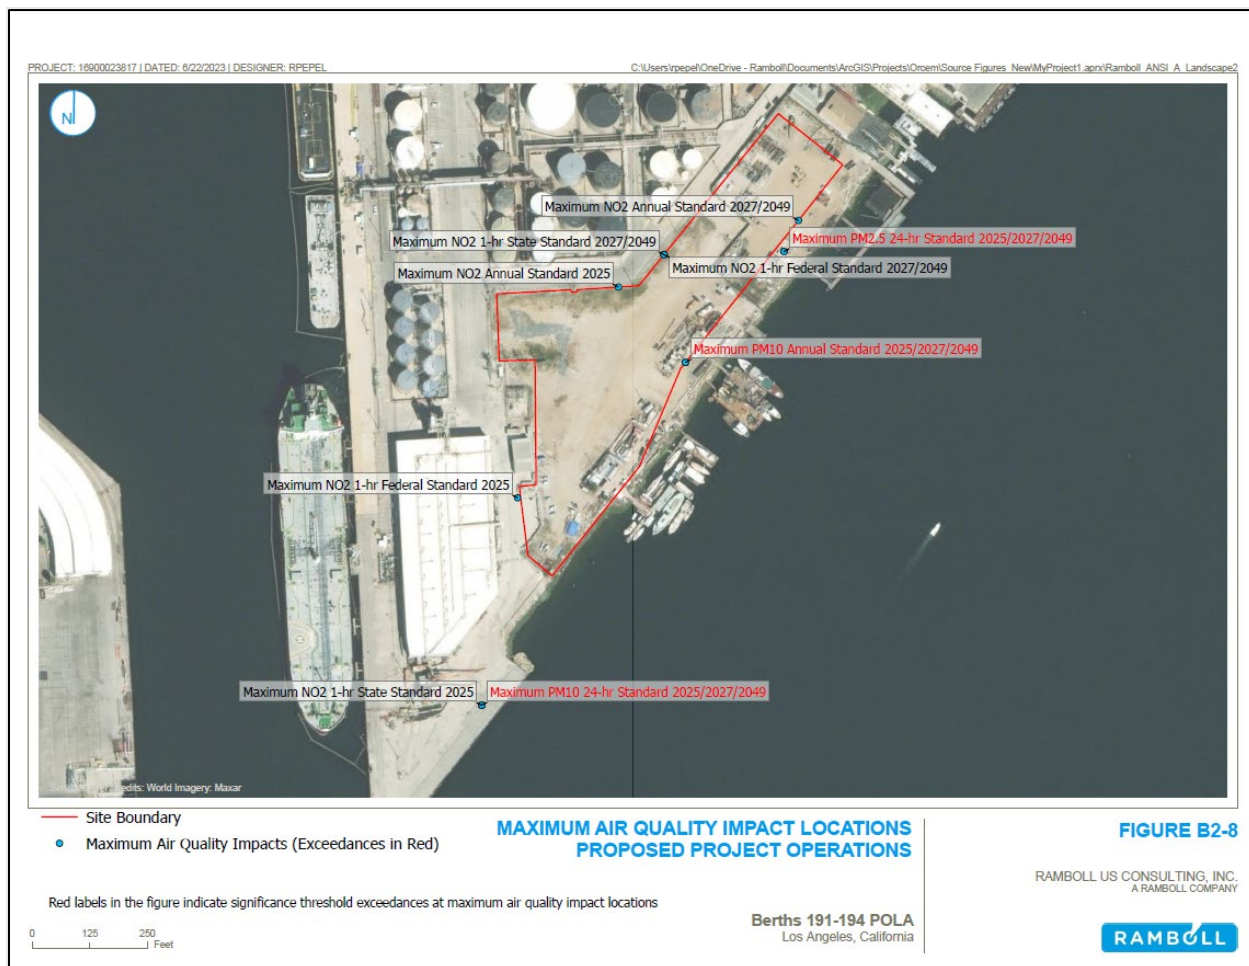 PROJECT: 16900023817 | DATED: 6/22/2023 | DESIGNER: RPEPEL
C:\Users\rpepel\OneDrive - Ramboll\Documents\ArcGIS\Projects\Orcem\Source Figures_New\MyProject1.aprx\Ramboll_ANSI_A_Landscape2
N
Maximum NO2 Annual Standard 2027/2049
Maximum PM2.5 24-hr Standard 2025/2027/2049
Maximum NO2 1-hr State Standard 2027/2049
Maximum NO2 1-hr Federal Standard 2027/2049
Maximum NO2 Annual Standard 2025
Maximum PM10 Annual Standard 2025/2027/2049
Maximum NO2 1-hr Federal Standard 2025
Maximum NO2 1-hr State Standard 2025
Maximum PM10 24-hr Standard 2025/2027/2049
World Imagery: Maxar
Site Boundary
Maximum Air Quality Impacts (Exceedances in Red)
Red labels in the figure indicate significance threshold exceedances at maximum air quality impact locations
0 125 250
Feet
MAXIMUM AIR QUALITY IMPACT LOCATIONS
PROPOSED PROJECT OPERATIONS
Berths 191-194 POLA
Los Angeles, California
FIGURE B2-8
RAMBOLL US CONSULTING, INC.
A RAMBOLL COMPANY
RAMBOLL